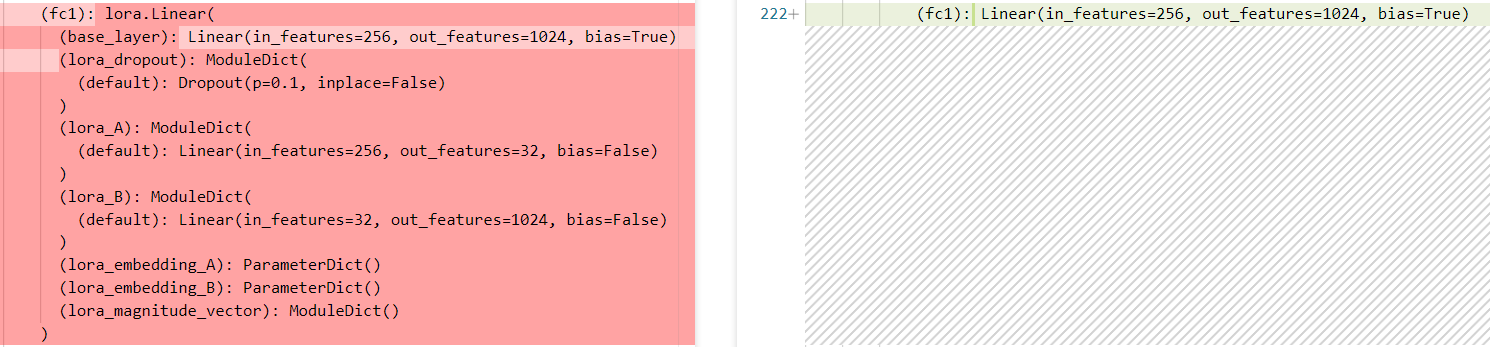 (fc1): lora.Linear(
(base_layer): Linear(in_features=256, out_features=1024, bias=True)
(lora_dropout): ModuleDict(
(default): Dropout(p=0.1, inplace=False)
)
(lora_A): ModuleDict(
(default): Linear(in_features=256, out_features=32, bias=False)
)
(lora_B): ModuleDict(
(default): Linear(in_features=32, out_features=1024, bias=False)
)
(lora_embedding_A): ParameterDict()
(lora_embedding_B): ParameterDict()
(lora_magnitude_vector): ModuleDict()
)
222+ (fc1): Linear(in_features=256, out_features=1024, bias=True)